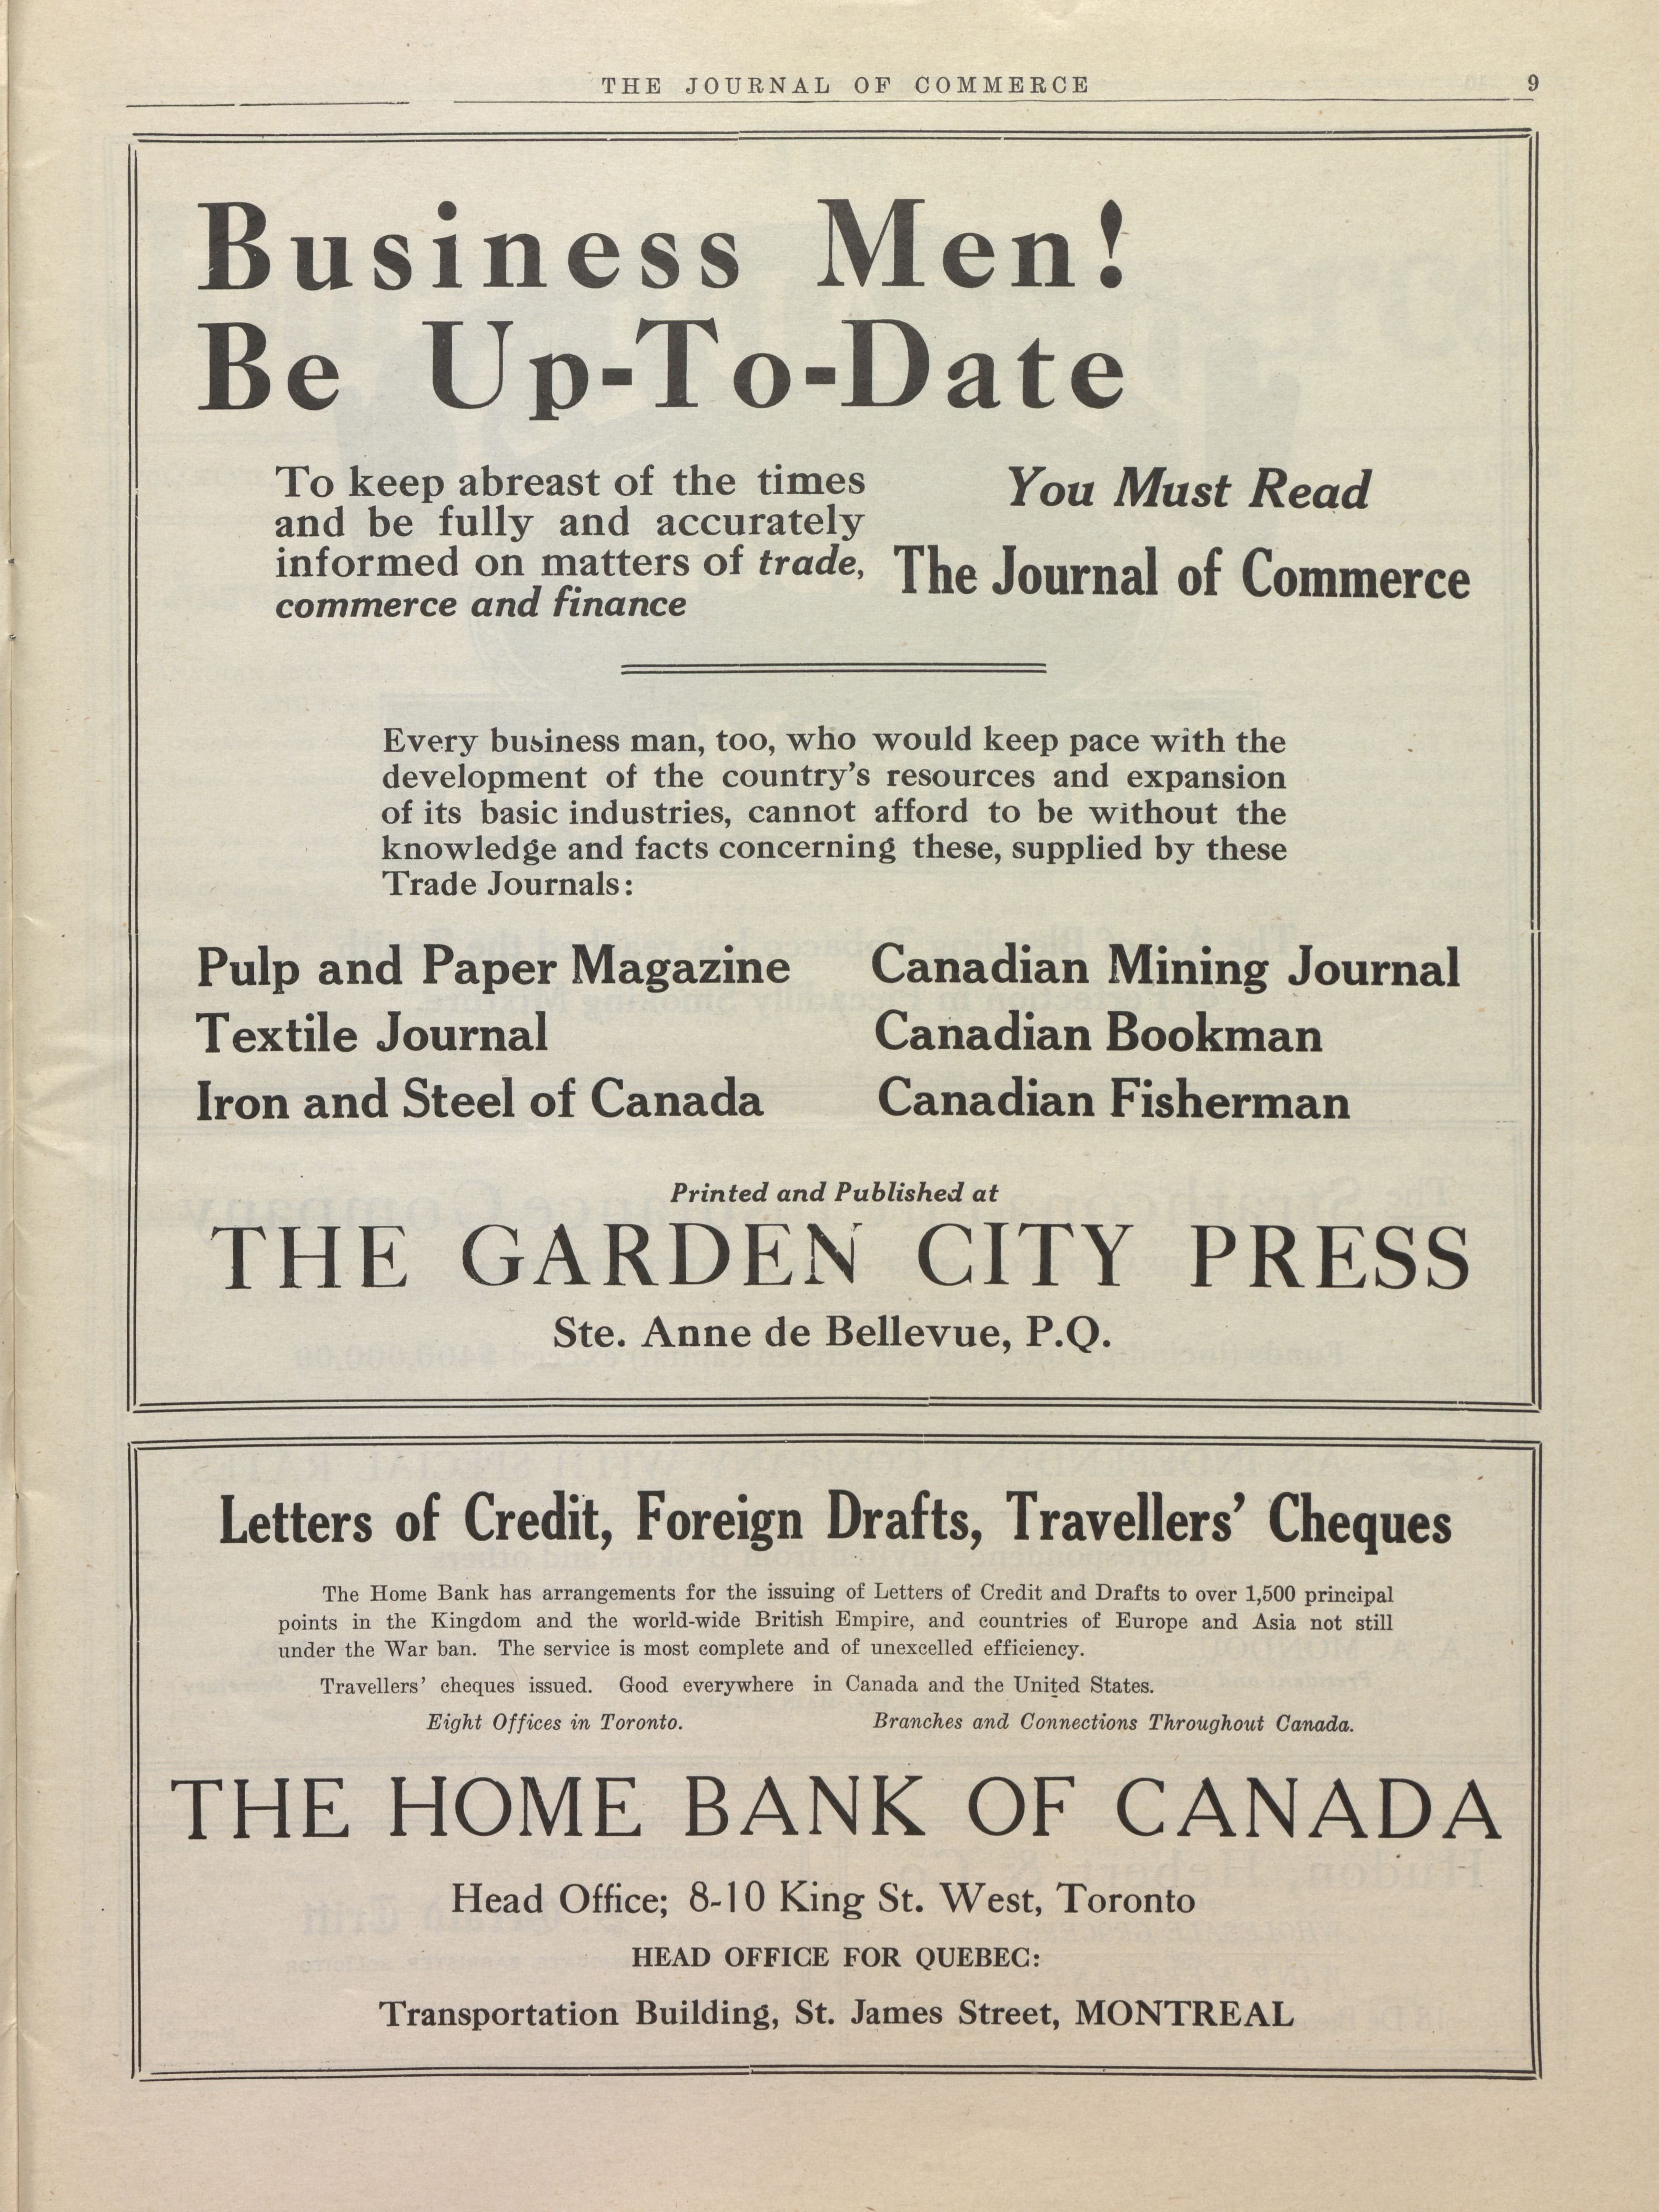 THE JOURNAL OF COMMERCE 9
Business Men!
Be Up-To-Date
To keep abreast of the times
and be fully and accurately
informed on matters of trade,
commerce and finance
You Must Read
The Journal of Commerce
Every business man, too, who would keep pace with the
development of the country's resources and expansion
of its basic industries, cannot afford to be without the
knowledge and facts concerning these, supplied by these
Trade Journals:
Pulp and Paper Magazine
Textile Journal
Iron and Steel of Canada
Canadian Mining Journal
Canadian Bookman
Canadian Fisherman
Printed and Published at
THE GARDEN CITY PRESS
Ste. Anne de Bellevue, P.Q.
Letters of Credit, Foreign Drafts, Travellers' Cheques
The Home Bank has arrangements for the issuing of Letters of Credit and Drafts to over 1,500 principal
points in the Kingdom and the world-wide British Empire, and countries of Europe and Asia not still
under the War ban. The service is most complete and of unexcelled efficiency.
Travellers' cheques issued. Good everywhere in Canada and the United States.
Eight Offices in Toronto. Branches and Connections Throughout Canada.
THE HOME BANK OF CANADA
Head Office; 8-10 King St. West, Toronto
HEAD OFFICE FOR QUEBEC:
Transportation Building, St. James Street, MONTREAL